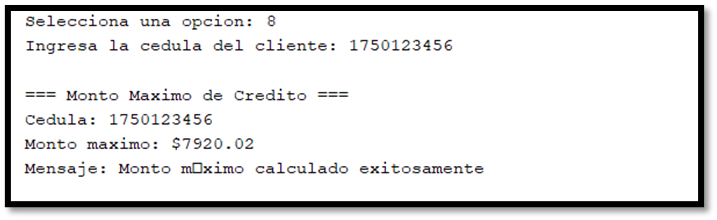 Selecciona una opcion: 8
Ingresa la cedula del cliente: 1750123456
=== Monto Maximo de Credito ===
Cedula: 1750123456
Monto maximo: $7920.02
Mensaje: Monto m□ximo calculado exitosamente